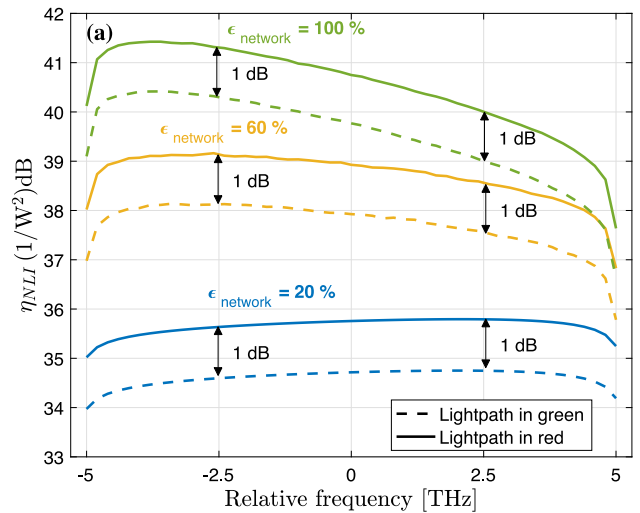 (a)
ϵ network = 100 %
1 dB
1 dB
ϵ network = 60 %
1 dB
1 dB
ϵ network = 20 %
1 dB
1 dB
Lightpath in green
Lightpath in red
42
41
40
39
38
37
36
35
34
33
-5
-2.5
0
2.5
5
η_NLI (1/W²)dB
Relative frequency [THz]